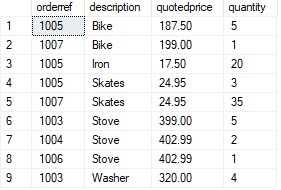 orderref description quotedprice quantity
1 1005 Bike 187.50 5
2 1007 Bike 199.00 1
3 1005 Iron 17.50 20
4 1005 Skates 24.95 3
5 1007 Skates 24.95 35
6 1003 Stove 399.00 5
7 1004 Stove 402.99 2
8 1006 Stove 402.99 1
9 1003 Washer 320.00 4